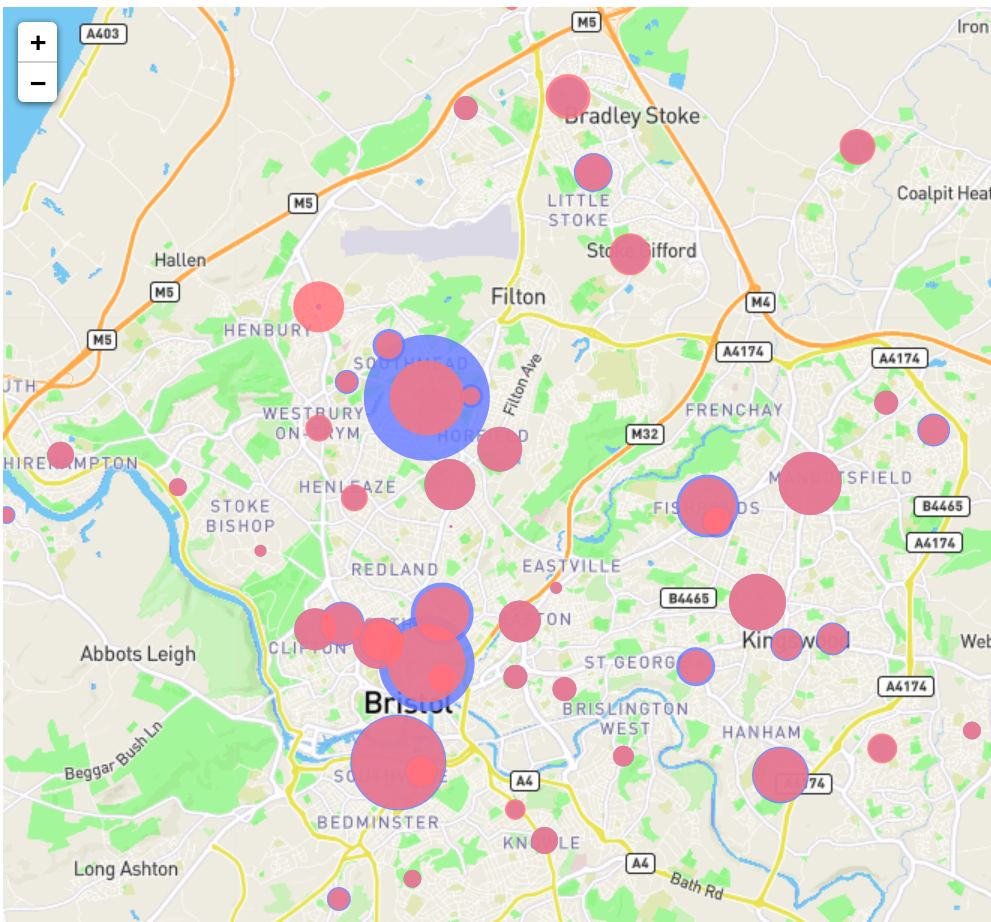 +
−
A403
M5
Iron
Bradley Stoke
Coalpit Heat
LITTLE
STOKE
M5
Stoke Gifford
Hallen
M5
Filton
M4
HENBURY
M5
A4174
A4174
SOUTHMEAD
UTH
Filton Ave
FRENCHAY
WESTBURY
ON-TRYM
HORFIELD
M32
HIREHAMPTON
MANGOTSFIELD
HENLEAZE
STOKE
BISHOP
FISHPONDS
B4465
A4174
REDLAND
EASTVILLE
B4465
CLIFTON
Kingswood
Abbots Leigh
ST GEORG
Web
A4174
Bristol
BRISLINGTON
WEST
Beggar Bush Ln
HANHAM
SOUTHVILLE
A4
A4174
BEDMINSTER
KNOWLE
A4
Long Ashton
Bath Rd